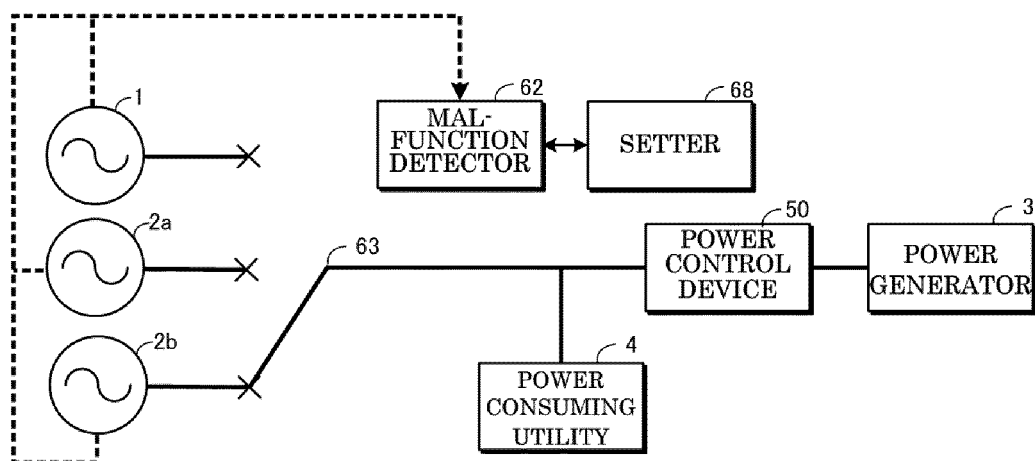 1
2a
2b
63
62
MAL-
FUNCTION
DETECTOR
68
SETTER
50
POWER
CONTROL
DEVICE
3
POWER
GENERATOR
4
POWER
CONSUMING
UTILITY